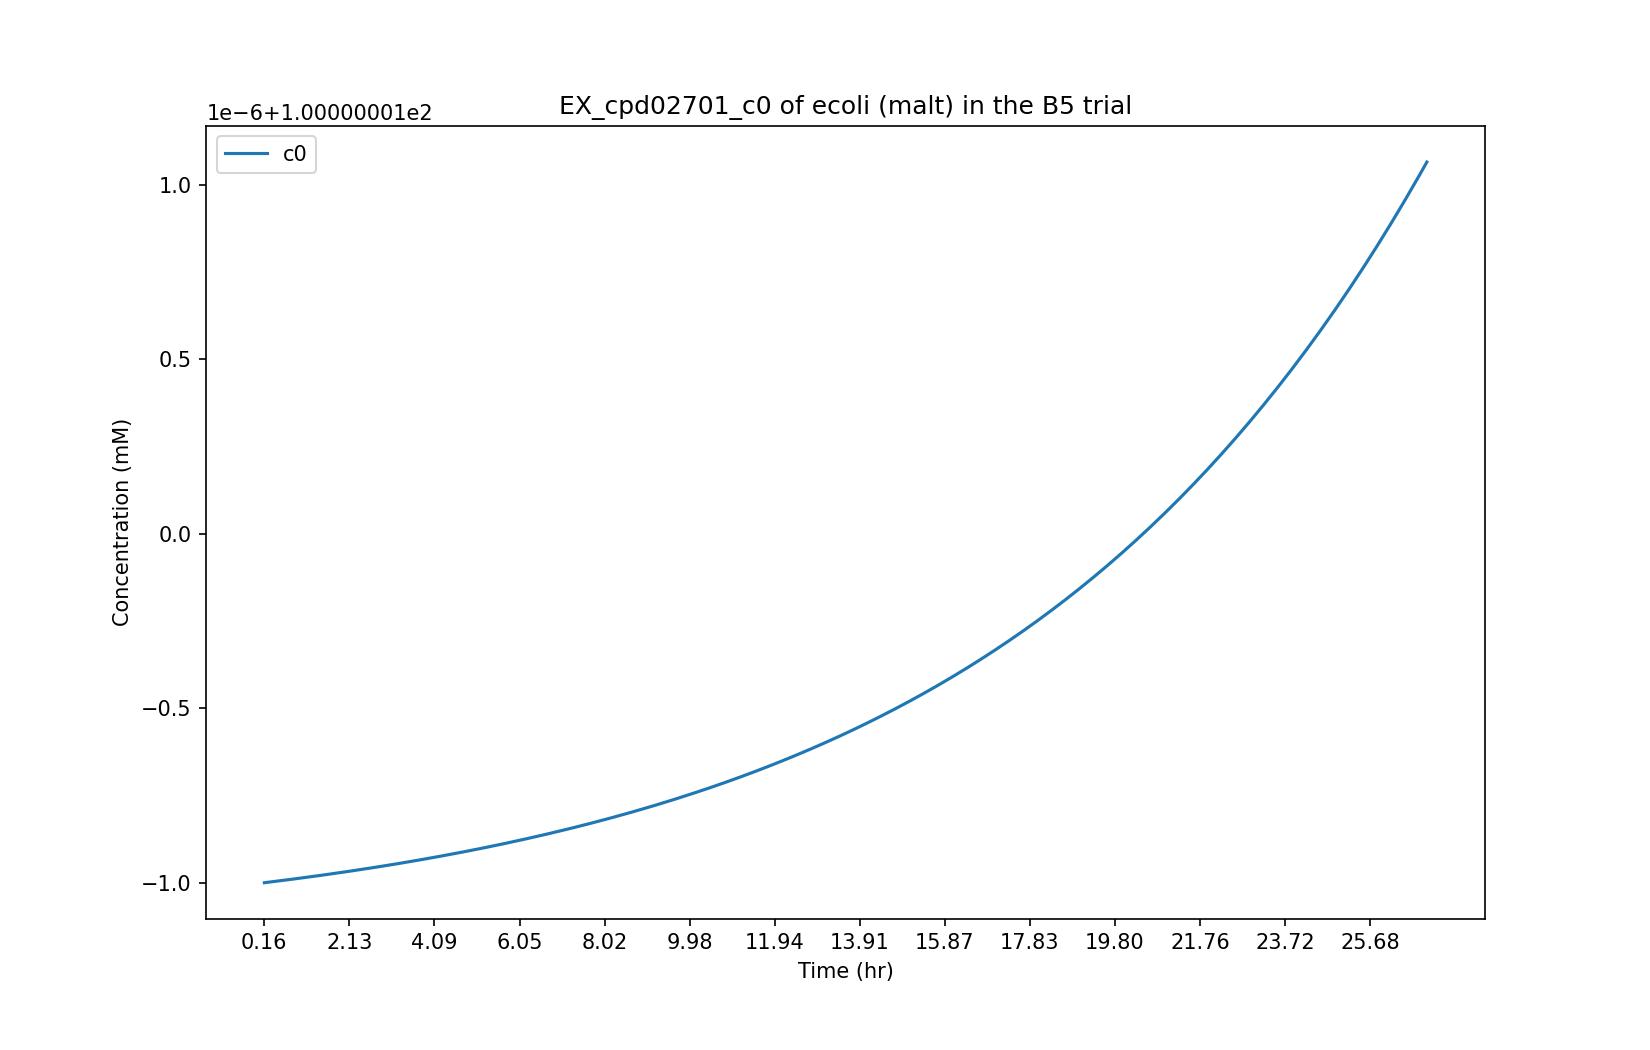 EX_cpd02701_c0 of ecoli (malt) in the B5 trial
1e−6+1.00000001e2
c0
1.0
0.5
0.0
−0.5
−1.0
Concentration (mM)
0.16 2.13 4.09 6.05 8.02 9.98 11.94 13.91 15.87 17.83 19.80 21.76 23.72 25.68
Time (hr)